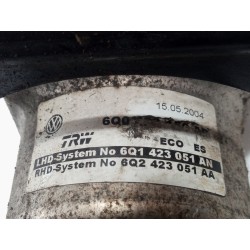 15.05.2004
6Q0
TRW ECO ES
LHD-System No 6Q1 423 051 AN
RHD-System No 6Q2 423 051 AA